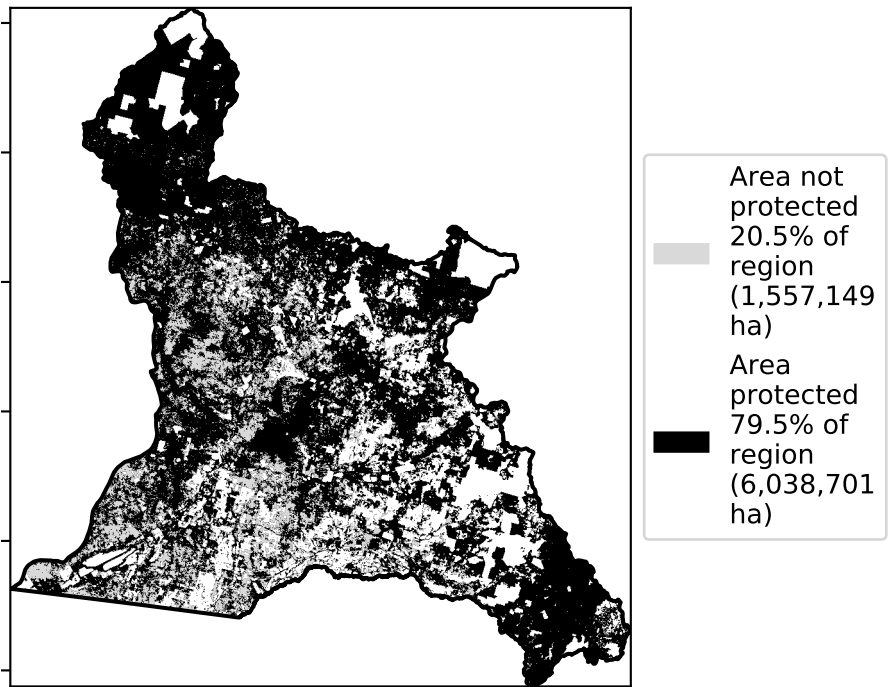 Area not
protected
20.5% of
region
(1,557,149
ha)
Area
protected
79.5% of
region
(6,038,701
ha)